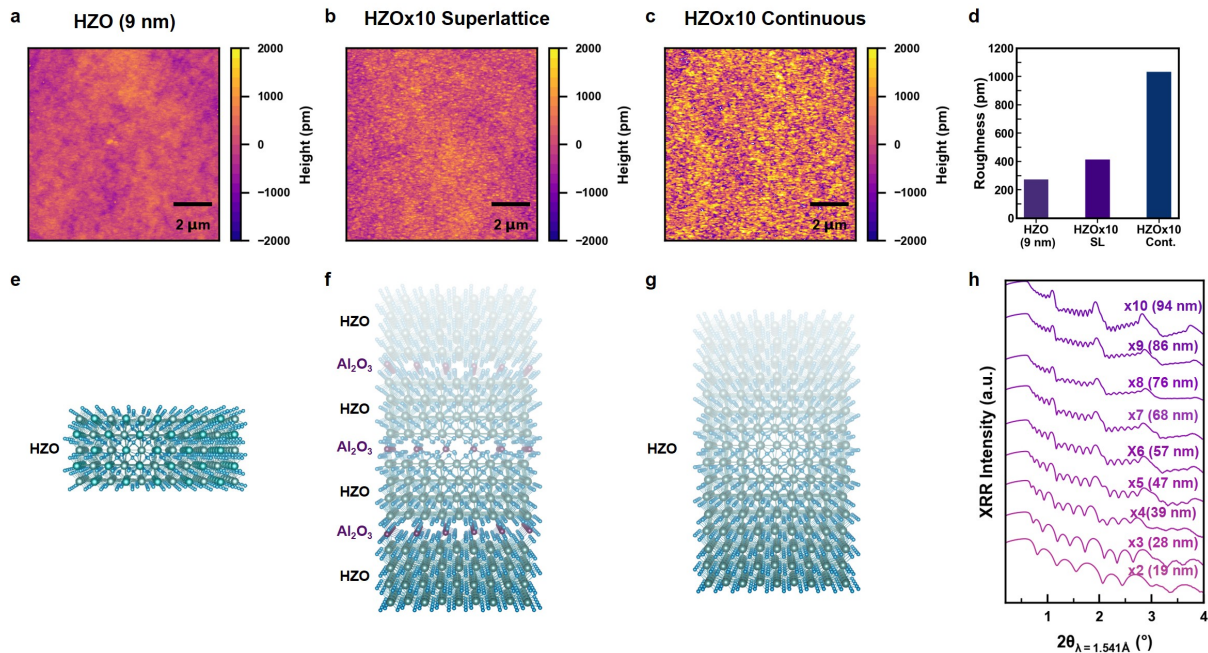 a
HZO (9 nm)
2000
1000
0
−1000
−2000
Height (pm)
2 μm
b
HZOx10 Superlattice
2000
1000
0
−1000
−2000
Height (pm)
2 μm
c
HZOx10 Continuous
2000
1000
0
−1000
−2000
Height (pm)
2 μm
d
Roughness (pm)
1200
1000
800
600
400
200
0
HZO
(9 nm)
HZOx10
SL
HZOx10
Cont.
e
HZO
f
HZO
Al₂O₃
HZO
Al₂O₃
HZO
Al₂O₃
HZO
g
HZO
h
XRR Intensity (a.u.)
x10 (94 nm)
x9 (86 nm)
x8 (76 nm)
x7 (68 nm)
X6 (57 nm)
x5 (47 nm)
x4(39 nm)
x3 (28 nm)
x2 (19 nm)
1 2 3 4
2θλ = 1.541Å (°)